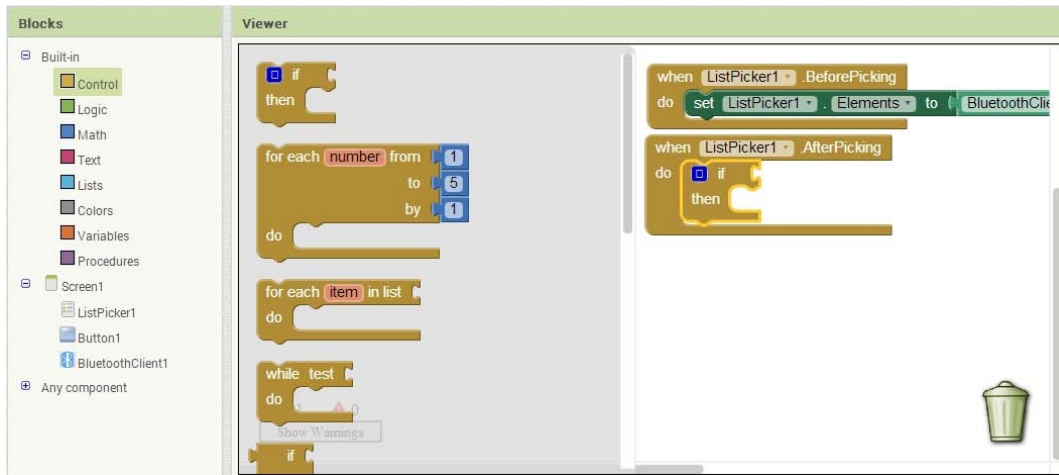 Blocks
Built-in
Control
Logic
Math
Text
Lists
Colors
Variables
Procedures
Screen1
ListPicker1
Button1
BluetoothClient1
Any component
Viewer
if
then
for each number from 1
to 5
by 1
do
for each item in list
do
while test
do
0
Show Warnings
if
when ListPicker1 .BeforePicking
do set ListPicker1 . Elements to BluetoothClie
when ListPicker1 .AfterPicking
do if
then